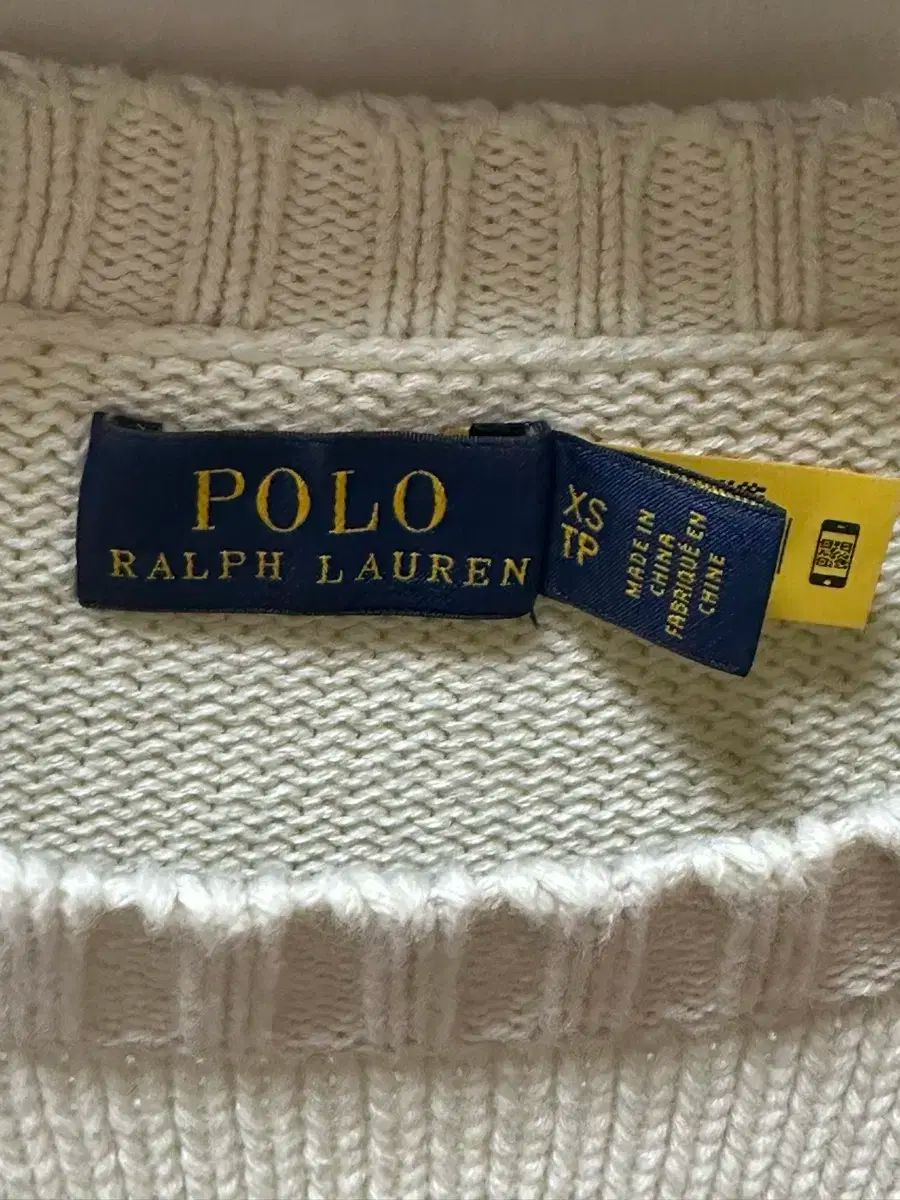 POLO
RALPH LAUREN
XS
TP
MADE IN
CHINA
FABRIQUÉ EN
CHINE